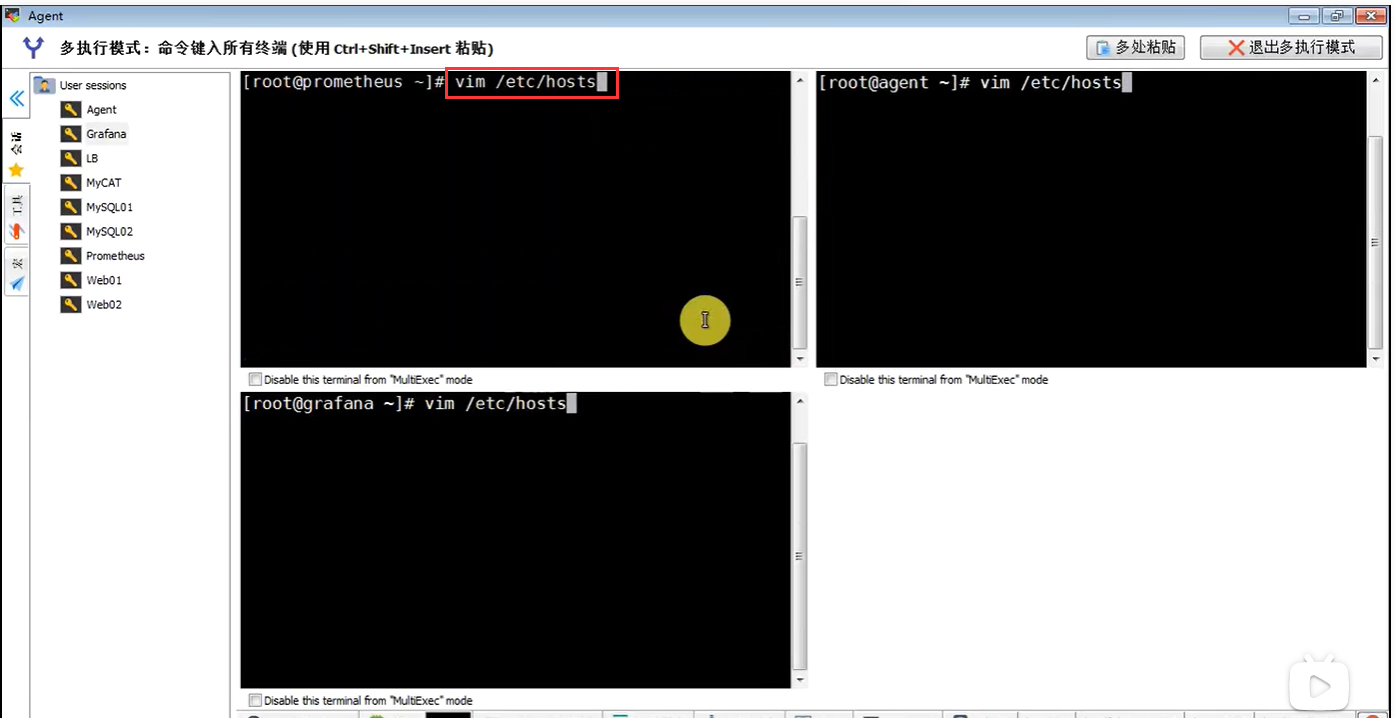 Agent
多执行模式：命令键入所有终端 (使用 Ctrl+Shift+Insert 粘贴)
多处粘贴
退出多执行模式
会话
工具
宏
User sessions
Agent
Grafana
LB
MyCAT
MySQL01
MySQL02
Prometheus
Web01
Web02
[root@prometheus ~]# vim /etc/hosts
[root@agent ~]# vim /etc/hosts
Disable this terminal from "MultiExec" mode
Disable this terminal from "MultiExec" mode
[root@grafana ~]# vim /etc/hosts
Disable this terminal from "MultiExec" mode